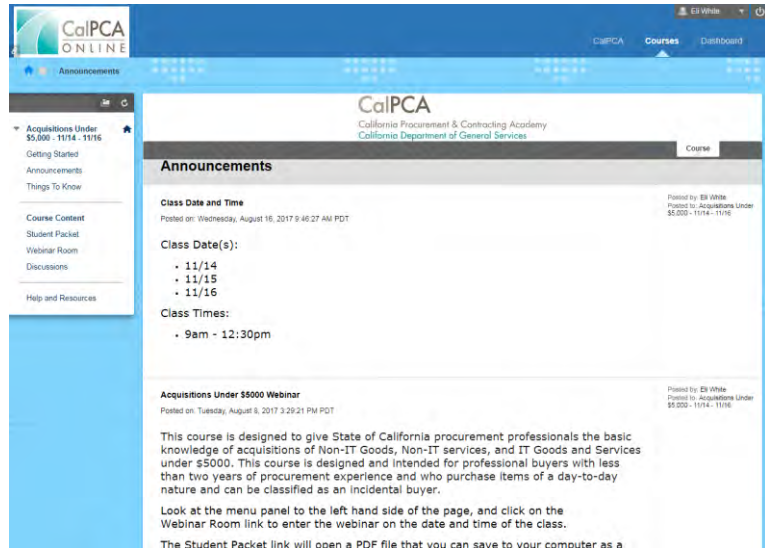 CalPCA
ONLINE
Eli White
CalPCA Courses Dashboard
Announcements
Acquisitions Under
$5,000 - 11/14 - 11/16
Getting Started
Announcements
Things To Know
Course Content
Student Packet
Webinar Room
Discussions
Help and Resources
CalPCA
California Procurement & Contracting Academy
California Department of General Services
Course
Announcements
Class Date and Time
Posted on: Wednesday, August 16, 2017 9:46:27 AM PDT
Posted by: Eli White
Posted to: Acquisitions Under
$5,000 - 11/14 - 11/16
Class Date(s):
• 11/14
• 11/15
• 11/16
Class Times:
• 9am - 12:30pm
Acquisitions Under $5000 Webinar
Posted on: Tuesday, August 8, 2017 3:29:21 PM PDT
Posted by: Eli White
Posted to: Acquisitions Under
$5,000 - 11/14 - 11/16
This course is designed to give State of California procurement professionals the basic
knowledge of acquisitions of Non-IT Goods, Non-IT services, and IT Goods and Services
under $5000. This course is designed and intended for professional buyers with less
than two years of procurement experience and who purchase items of a day-to-day
nature and can be classified as an incidental buyer.
Look at the menu panel to the left hand side of the page, and click on the
Webinar Room link to enter the webinar on the date and time of the class.
The Student Packet link will open a PDF file that you can save to your computer as a